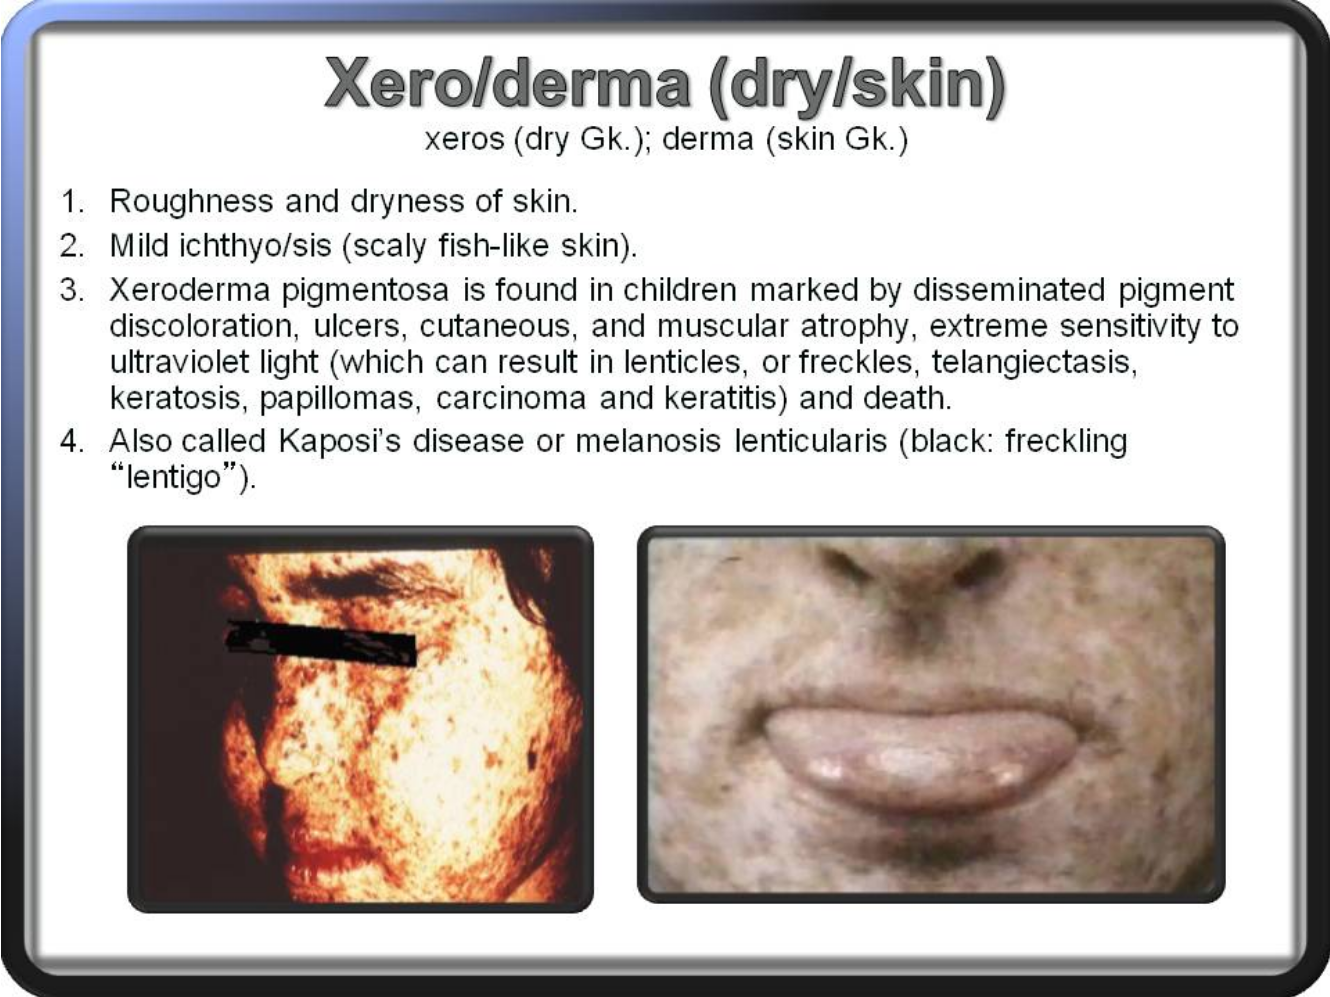 Xero/derma (dry/skin)
xeros (dry Gk.); derma (skin Gk.)
1. Roughness and dryness of skin.
2. Mild ichthyo/sis (scaly fish-like skin).
3. Xeroderma pigmentosa is found in children marked by disseminated pigment
discoloration, ulcers, cutaneous, and muscular atrophy, extreme sensitivity to
ultraviolet light (which can result in lenticles, or freckles, telangiectasis,
keratosis, papillomas, carcinoma and keratitis) and death.
4. Also called Kaposi’s disease or melanosis lenticularis (black: freckling
“lentigo”).